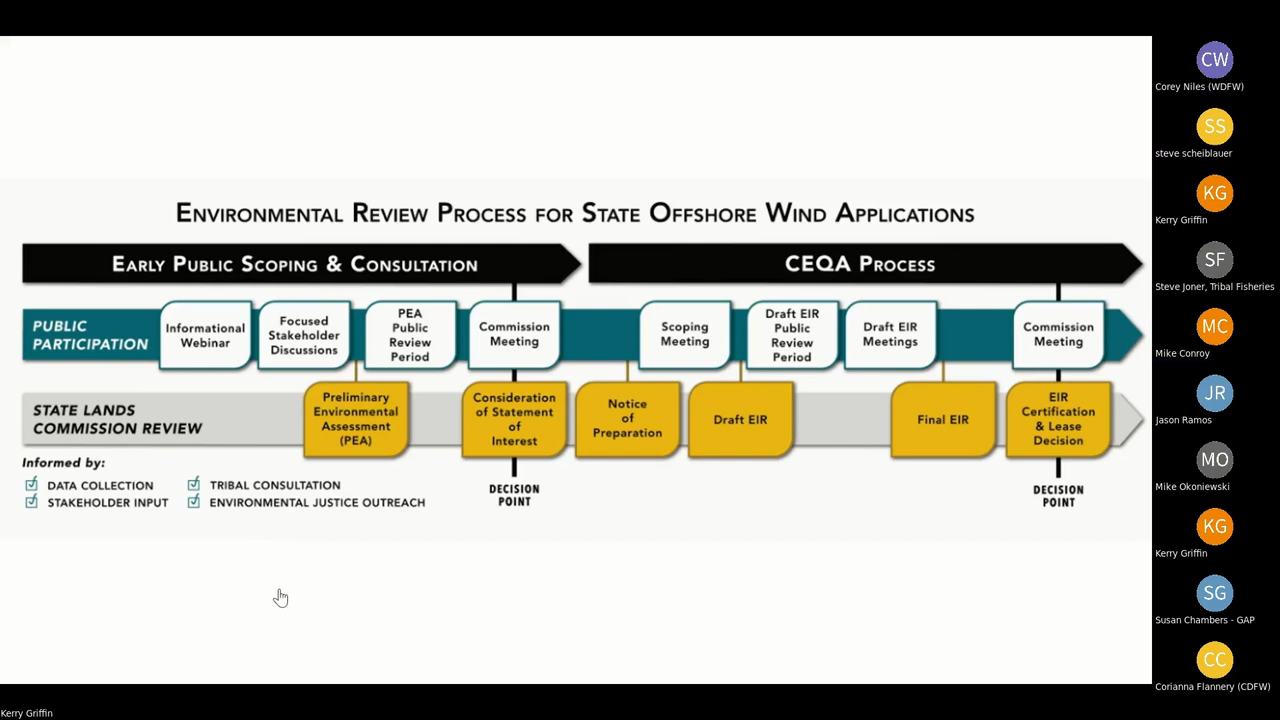 Environmental Review Process for State Offshore Wind Applications
Early Public Scoping & Consultation
CEQA Process
PUBLIC
PARTICIPATION
Informational
Webinar
Focused
Stakeholder
Discussions
PEA
Public
Review
Period
Commission
Meeting
Scoping
Meeting
Draft EIR
Public
Review
Period
Draft EIR
Meetings
Commission
Meeting
STATE LANDS
COMMISSION REVIEW
Preliminary
Environmental
Assessment
(PEA)
Consideration
of Statement
of
Interest
Notice
of
Preparation
Draft EIR
Final EIR
EIR
Certification
& Lease
Decision
Informed by:
DATA COLLECTION
TRIBAL CONSULTATION
STAKEHOLDER INPUT
ENVIRONMENTAL JUSTICE OUTREACH
DECISION
POINT
DECISION
POINT
CW
Corey Niles (WDFW)
SS
steve scheiblauer
KG
Kerry Griffin
SF
Steve Joner, Tribal Fisheries
MC
Mike Conroy
JR
Jason Ramos
MO
Mike Okoniewski
KG
Kerry Griffin
SG
Susan Chambers - GAP
CC
Corianna Flannery (CDFW)
Kerry Griffin